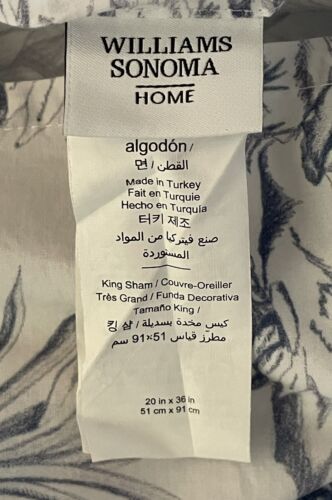 WILLIAMS
SONOMA
HOME
algodón /
القطن / 면
Made in Turkey
Fait en Turquie
Hecho en Turquía
터키 제조
صنع فيتركيا من المواد
المستوردة
King Sham / Couvre-Oreiller
Très Grand / Funda Decorativa
Tamaño King /
킹 샴 / كيس مخدة بسديلة
مطرز قياس 51×91 سم
20 in x 36 in
51 cm x 91 cm